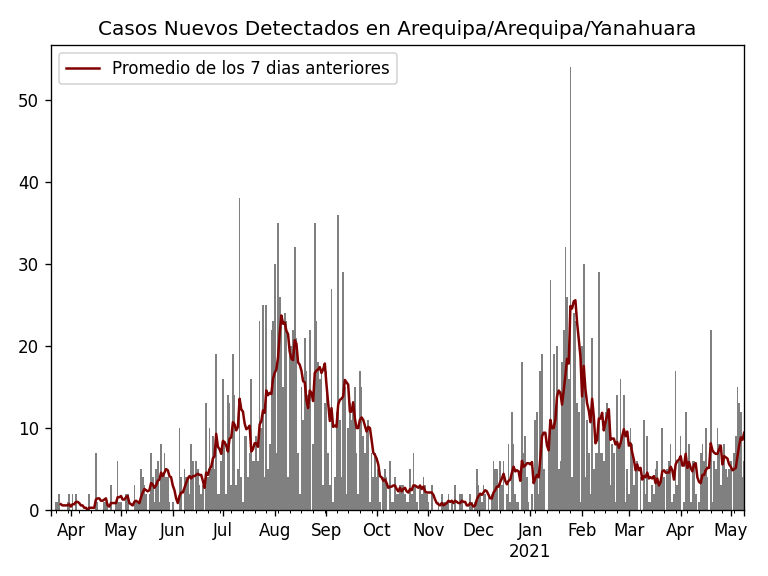 Casos Nuevos Detectados en Arequipa/Arequipa/Yanahuara
Promedio de los 7 dias anteriores
50
40
30
20
10
0
Apr May Jun Jul Aug Sep Oct Nov Dec Jan Feb Mar Apr May
2021